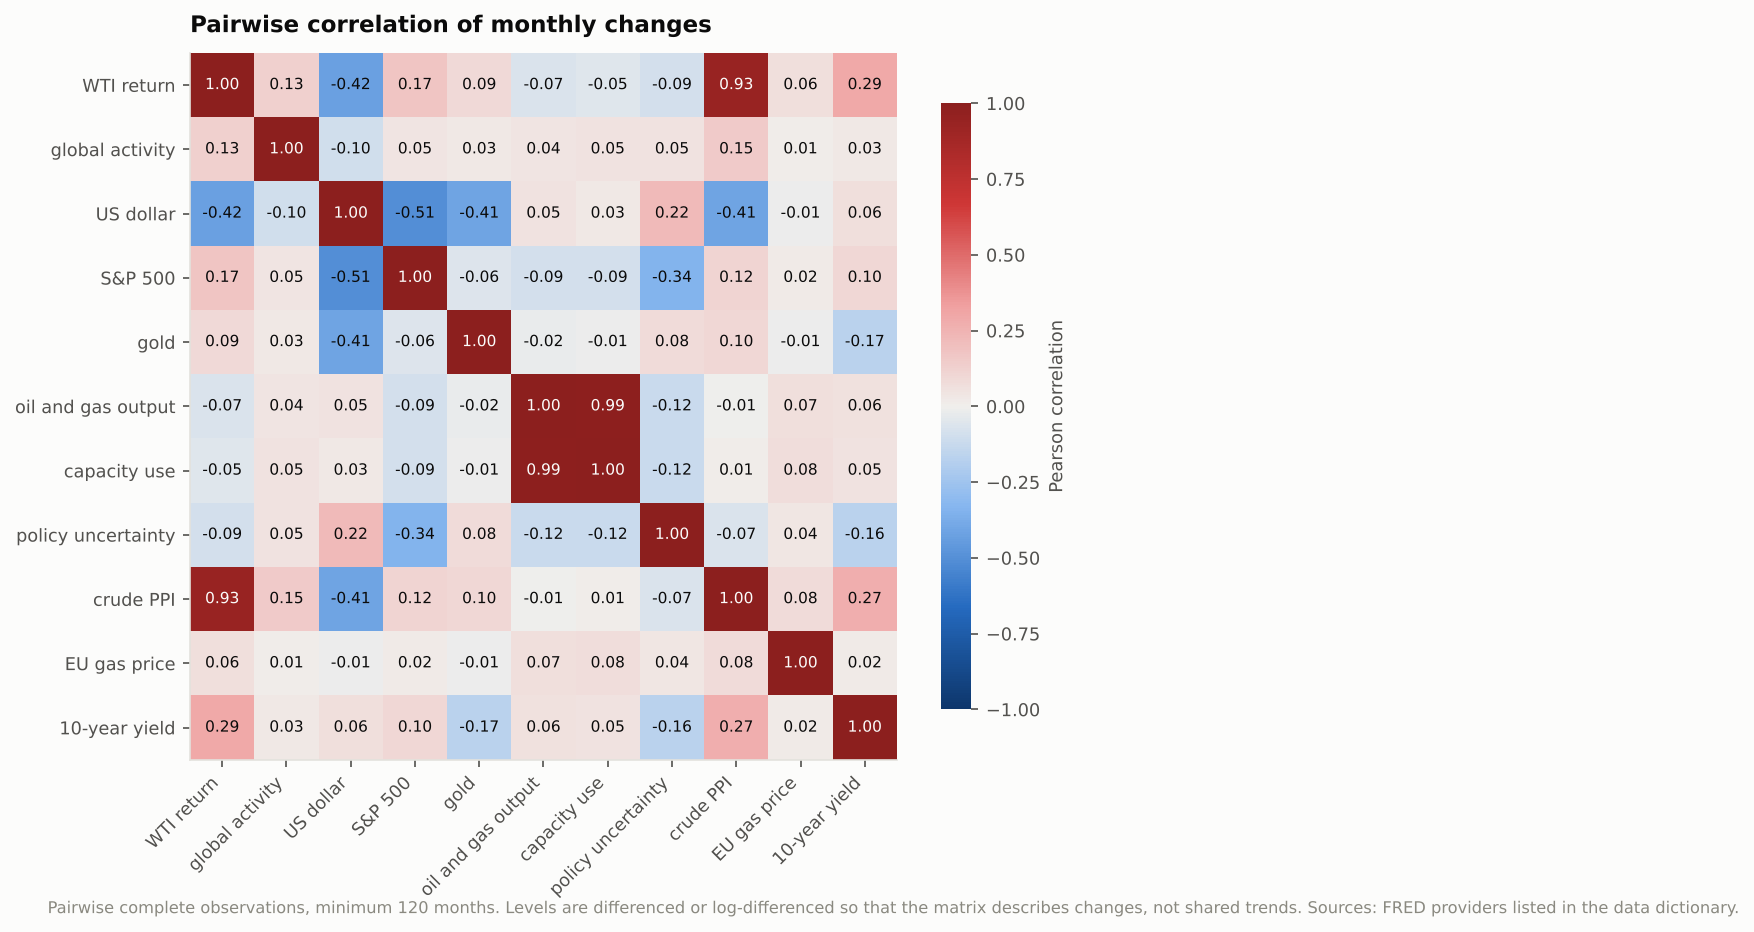 Pairwise correlation of monthly changes
WTI return 1.00 0.13 -0.42 0.17 0.09 -0.07 -0.05 -0.09 0.93 0.06 0.29
global activity 0.13 1.00 -0.10 0.05 0.03 0.04 0.05 0.05 0.15 0.01 0.03
US dollar -0.42 -0.10 1.00 -0.51 -0.41 0.05 0.03 0.22 -0.41 -0.01 0.06
S&P 500 0.17 0.05 -0.51 1.00 -0.06 -0.09 -0.09 -0.34 0.12 0.02 0.10
gold 0.09 0.03 -0.41 -0.06 1.00 -0.02 -0.01 0.08 0.10 -0.01 -0.17
oil and gas output -0.07 0.04 0.05 -0.09 -0.02 1.00 0.99 -0.12 -0.01 0.07 0.06
capacity use -0.05 0.05 0.03 -0.09 -0.01 0.99 1.00 -0.12 0.01 0.08 0.05
policy uncertainty -0.09 0.05 0.22 -0.34 0.08 -0.12 -0.12 1.00 -0.07 0.04 -0.16
crude PPI 0.93 0.15 -0.41 0.12 0.10 -0.01 0.01 -0.07 1.00 0.08 0.27
EU gas price 0.06 0.01 -0.01 0.02 -0.01 0.07 0.08 0.04 0.08 1.00 0.02
10-year yield 0.29 0.03 0.06 0.10 -0.17 0.06 0.05 -0.16 0.27 0.02 1.00
WTI return
global activity
US dollar
S&P 500
gold
oil and gas output
capacity use
policy uncertainty
crude PPI
EU gas price
10-year yield
1.00
0.75
0.50
0.25
0.00
−0.25
−0.50
−0.75
−1.00
Pearson correlation
Pairwise complete observations, minimum 120 months. Levels are differenced or log-differenced so that the matrix describes changes, not shared trends. Sources: FRED providers listed in the data dictionary.